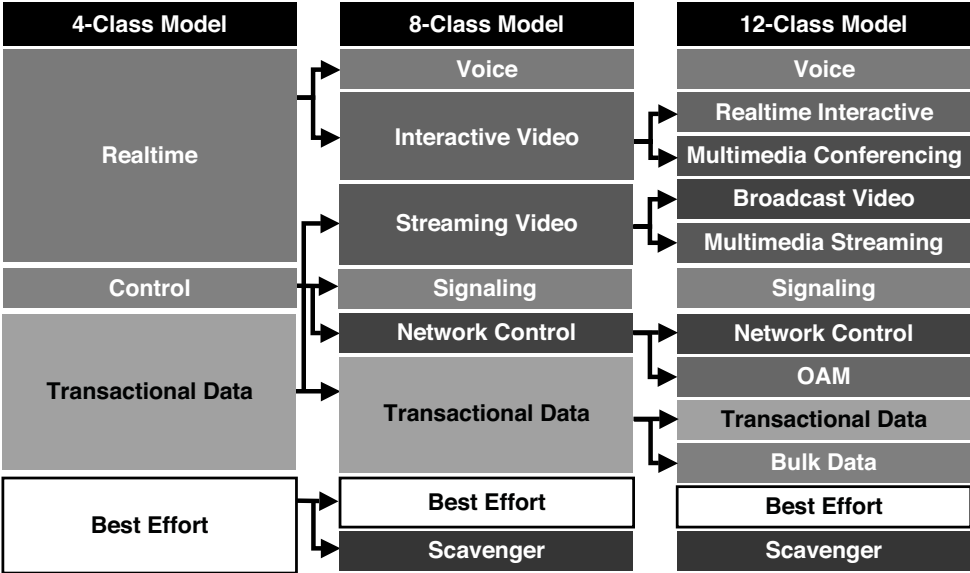 4-Class Model
Realtime
Control
Transactional Data
Best Effort
8-Class Model
Voice
Interactive Video
Streaming Video
Signaling
Network Control
Transactional Data
Best Effort
Scavenger
12-Class Model
Voice
Realtime Interactive
Multimedia Conferencing
Broadcast Video
Multimedia Streaming
Signaling
Network Control
OAM
Transactional Data
Bulk Data
Best Effort
Scavenger